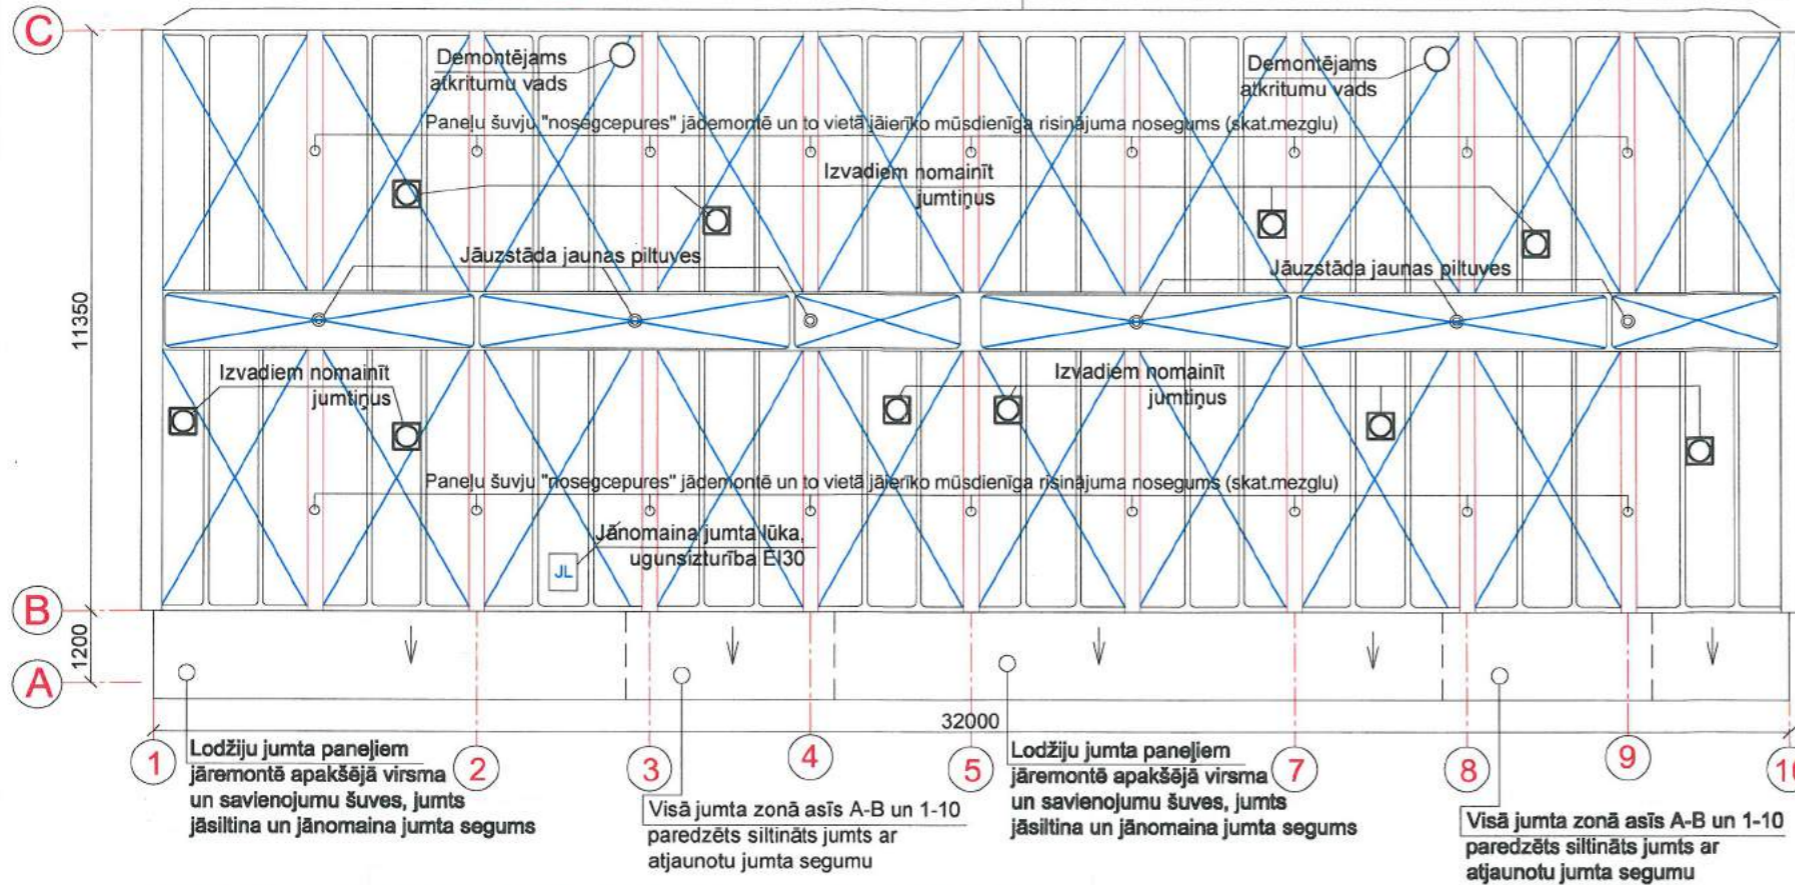 C
Demontējams
atkritumu vads
Demontējams
atkritumu vads
Paneļu šuvju "nosegcepures" jādemontē un to vietā jāierīko mūsdienīga risinājuma nosegums (skat.mezglu)
Izvadiem nomainīt
jumtiņus
Jāuzstāda jaunas piltuves
Jāuzstāda jaunas piltuves
11350
Izvadiem nomainīt
jumtiņus
Izvadiem nomainīt
jumtiņus
Paneļu šuvju "nosegcepures" jādemontē un to vietā jāierīko mūsdienīga risinājuma nosegums (skat.mezglu)
Jānomaina jumta lūka,
ugunsizturība EI30
JL
B
1200
A
32000
1
2
3
4
5
7
8
9
10
Lodžiju jumta paneļiem
jāremontē apakšējā virsma
un savienojumu šuves, jumts
jāsiltina un jānomaina jumta segums
Visā jumta zonā asīs A-B un 1-10
paredzēts siltināts jumts ar
atjaunotu jumta segumu
Lodžiju jumta paneļiem
jāremontē apakšējā virsma
un savienojumu šuves, jumts
jāsiltina un jānomaina jumta segums
Visā jumta zonā asīs A-B un 1-10
paredzēts siltināts jumts ar
atjaunotu jumta segumu